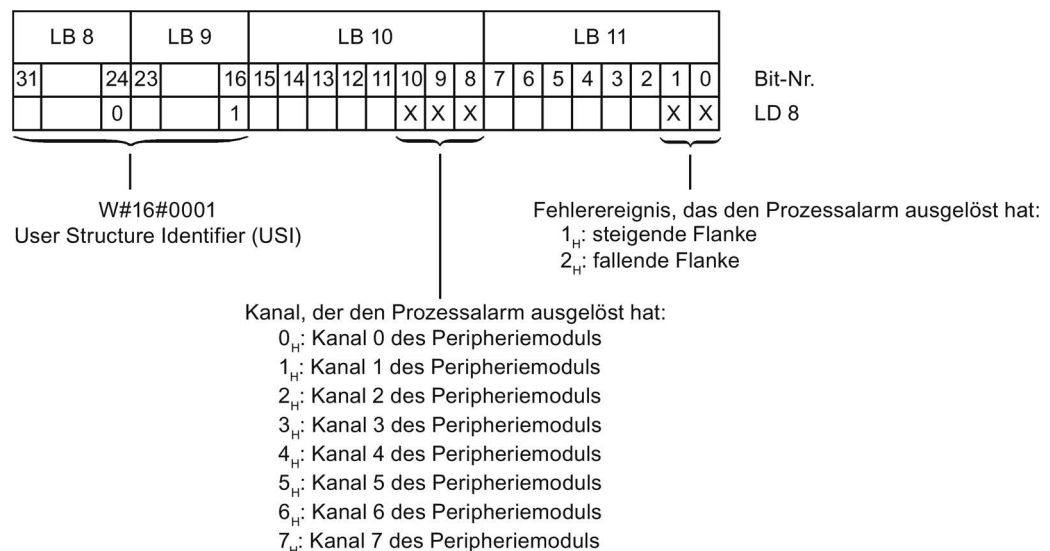 LB 8 LB 9 LB 10 LB 11
31 24 23 16 15 14 13 12 11 10 9 8 7 6 5 4 3 2 1 0 Bit-Nr.
0 1 X X X X X LD 8
W#16#0001
User Structure Identifier (USI)
Fehlerereignis, das den Prozessalarm ausgelöst hat:
1H: steigende Flanke
2H: fallende Flanke
Kanal, der den Prozessalarm ausgelöst hat:
0H: Kanal 0 des Peripheriemoduls
1H: Kanal 1 des Peripheriemoduls
2H: Kanal 2 des Peripheriemoduls
3H: Kanal 3 des Peripheriemoduls
4H: Kanal 4 des Peripheriemoduls
5H: Kanal 5 des Peripheriemoduls
6H: Kanal 6 des Peripheriemoduls
7H: Kanal 7 des Peripheriemoduls